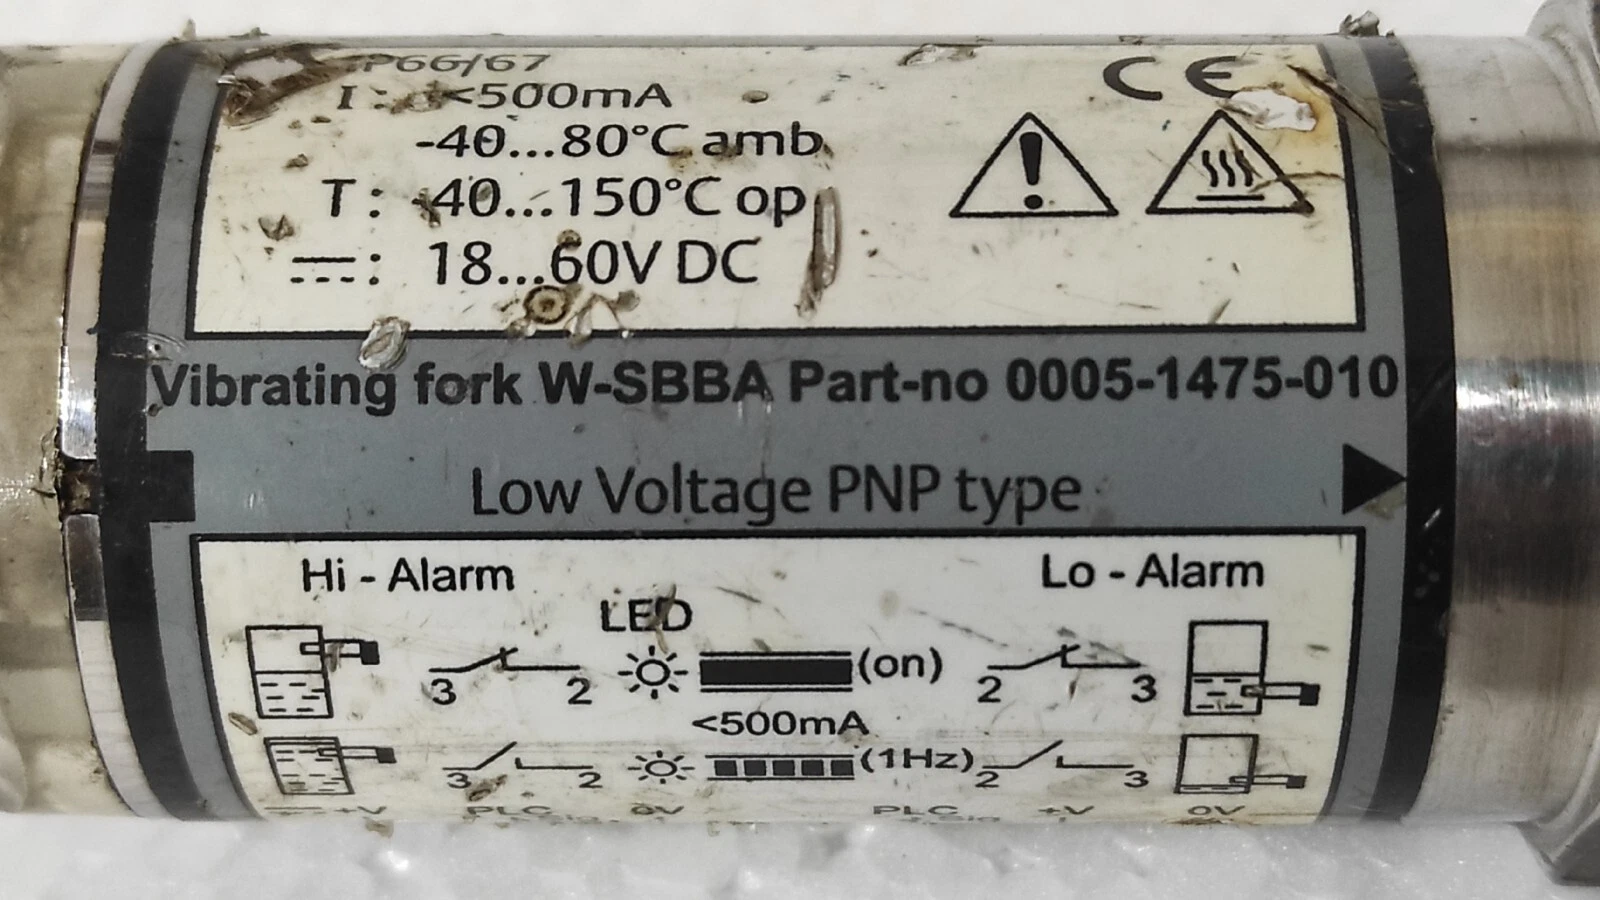 P66/67
CE
I : <500mA
-40...80°C amb
T : -40...150°C op
: 18...60V DC
Vibrating fork W-SBBA Part-no 0005-1475-010
Low Voltage PNP type
Hi - Alarm
Lo - Alarm
LED
3 2 (on) 2 3
<500mA
3 2 (1Hz) 2 3
+V PLC 0V PLC +V 0V